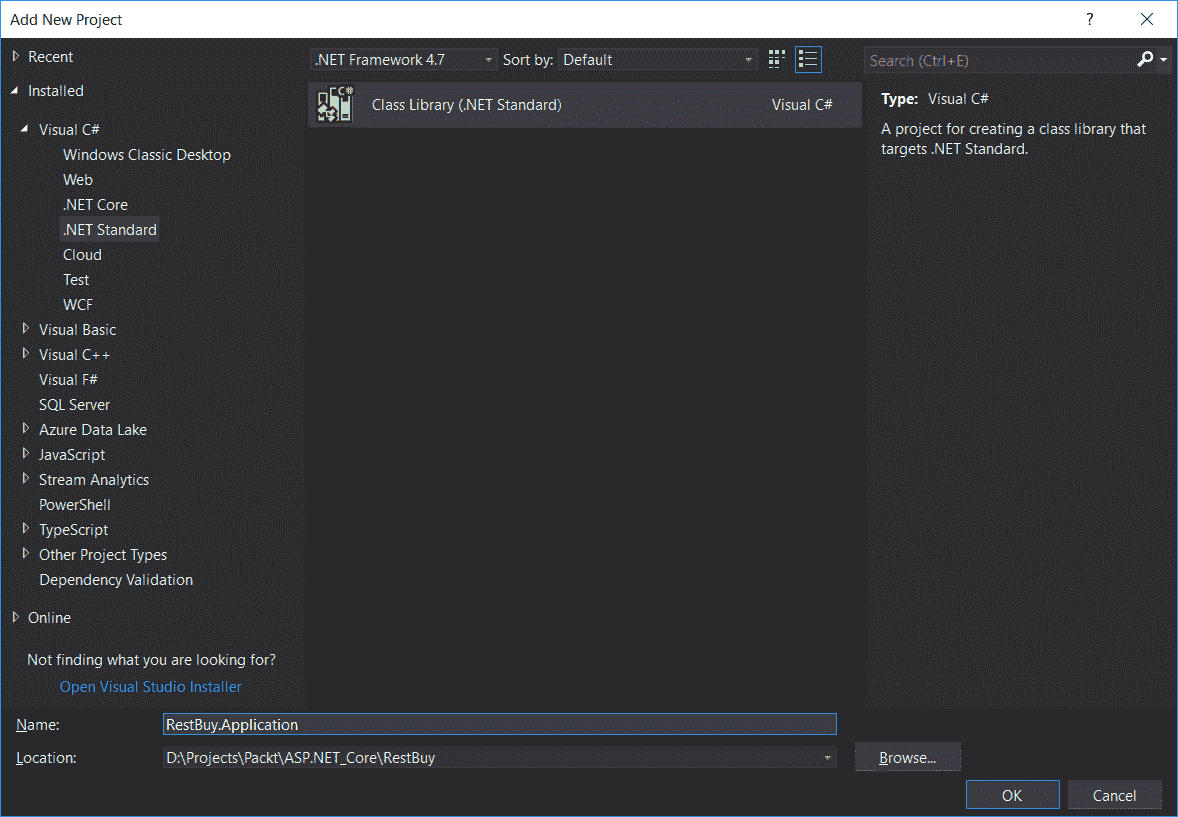 Add New Project
?
Recent
Installed
Visual C#
Windows Classic Desktop
Web
.NET Core
.NET Standard
Cloud
Test
WCF
Visual Basic
Visual C++
Visual F#
SQL Server
Azure Data Lake
JavaScript
Stream Analytics
PowerShell
TypeScript
Other Project Types
Dependency Validation
Online
Not finding what you are looking for?
Open Visual Studio Installer
.NET Framework 4.7 Sort by: Default
C#
Class Library (.NET Standard) Visual C#
Search (Ctrl+E)
Type: Visual C#
A project for creating a class library that
targets .NET Standard.
Name: RestBuy.Application
Location: D:\Projects\Packt\ASP.NET_Core\RestBuy
Browse...
OK Cancel